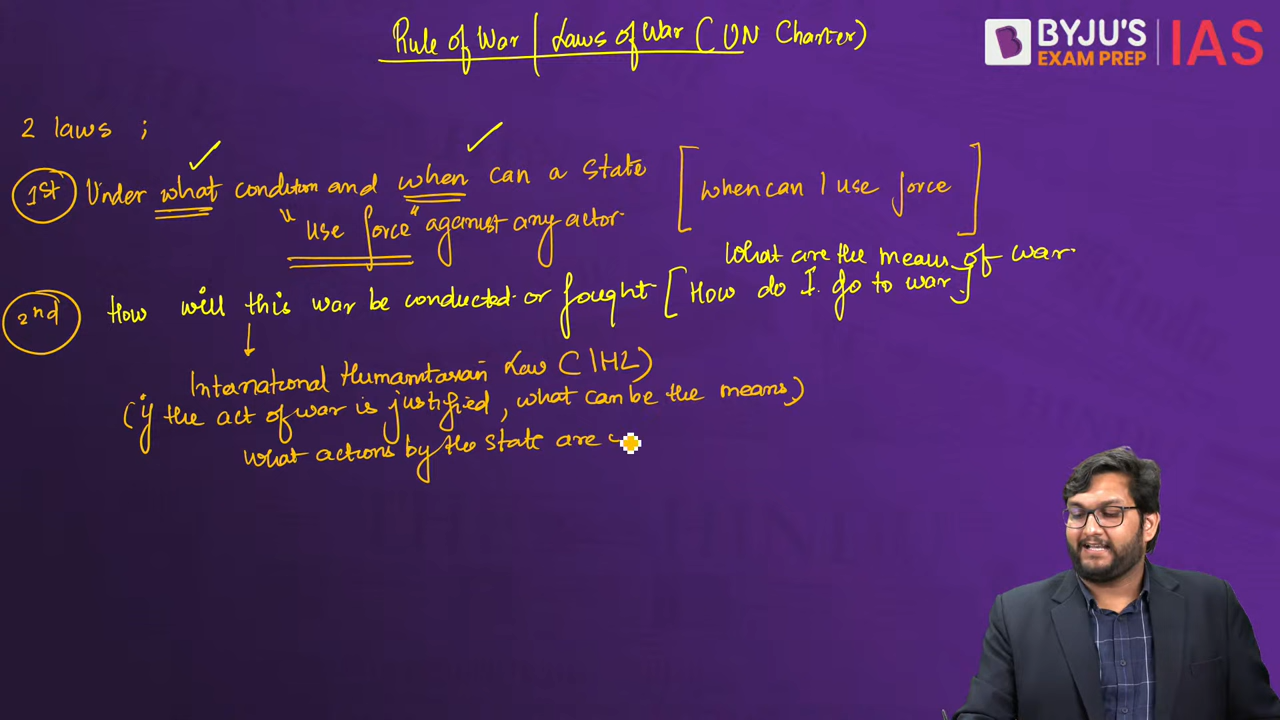 Rule of War / Laws of War (UN Charter)
BYJU'S
EXAM PREP
IAS
2 laws ;
1st Under what condition and when can a state
"use force" against any actor.
[when can I use force]
What are the means of war.
2nd How will this war be conducted or fought [How do I go to war.]
International Humanitarian Law (IHL)
(if the act of war is justified, what can be the means)
what actions by the state are